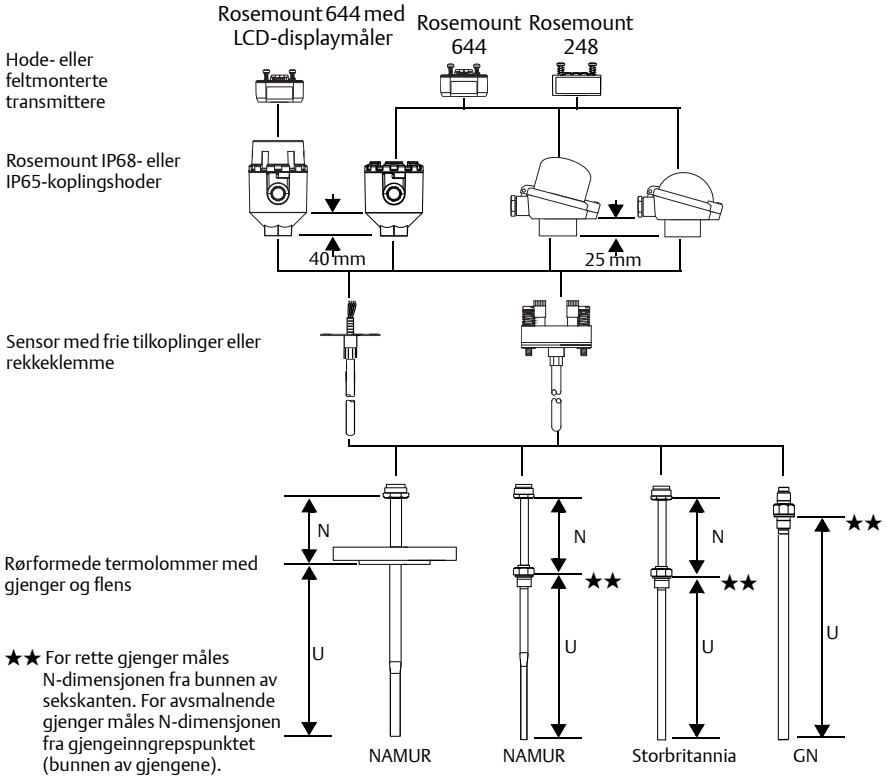 Rosemount 644 med
LCD-displaymåler
Rosemount
644
Rosemount
248
Hode- eller
feltmonterte
transmittere
Rosemount IP68- eller
IP65-koplingshoder
40 mm
25 mm
Sensor med frie tilkoplinger eller
rekkeklemme
N
N
N
★★
★★
★★
Rørformede termolommer med
gjenger og flens
U
U
U
U
★★ For rette gjenger måles
N-dimensjonen fra bunnen av
sekskanten. For avsmalnende
gjenger måles N-dimensjonen
fra gjengeinngrepspunktet
(bunnen av gjengene).
NAMUR
NAMUR
Storbritannia
GN